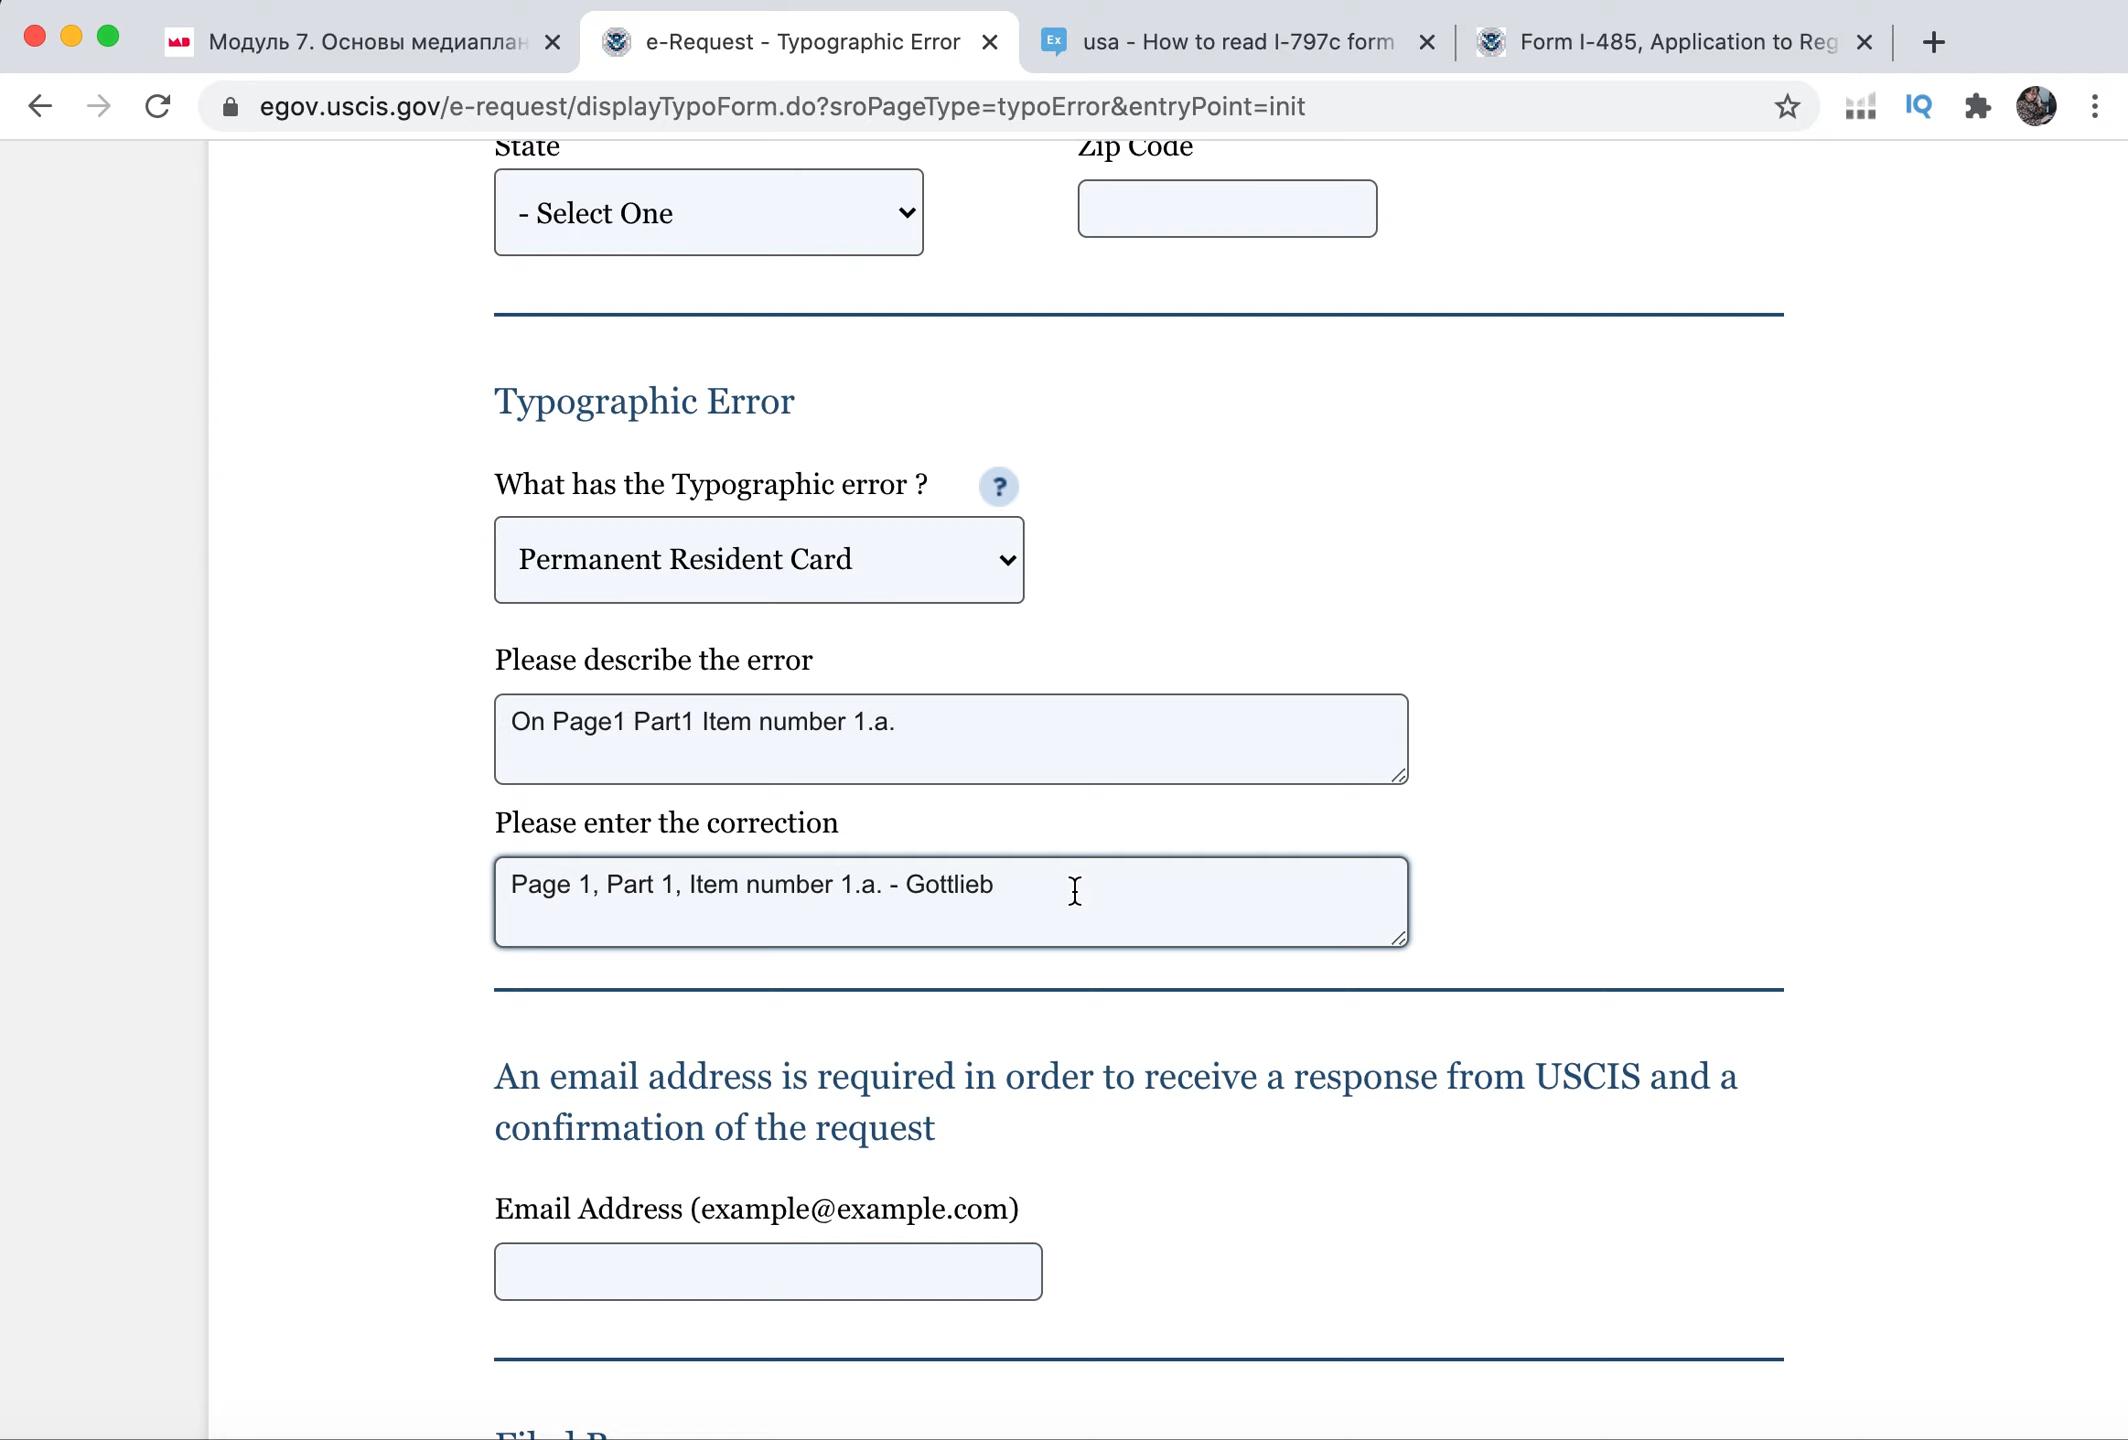 Модуль 7. Основы медиаплан
e-Request - Typographic Error
Ex
usa - How to read I-797c form
Form I-485, Application to Reg
egov.uscis.gov/e-request/displayTypoForm.do?sroPageType=typoError&entryPoint=init
IQ
State
Zip Code
- Select One
Typographic Error
What has the Typographic error ?
?
Permanent Resident Card
Please describe the error
On Page1 Part1 Item number 1.a.
Please enter the correction
Page 1, Part 1, Item number 1.a. - Gottlieb
An email address is required in order to receive a response from USCIS and a
confirmation of the request
Email Address (example@example.com)